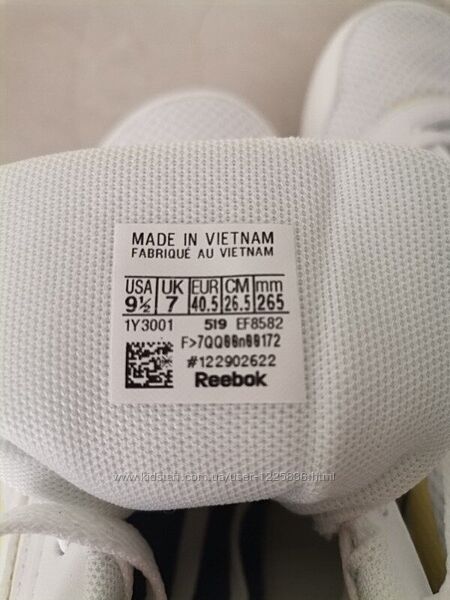 MADE IN VIETNAM
FABRIQUÉ AU VIETNAM
USA UK EUR CM mm
9½ 7 40.5 26.5 265
1Y3001 519 EF8582
#122902622
Reebok